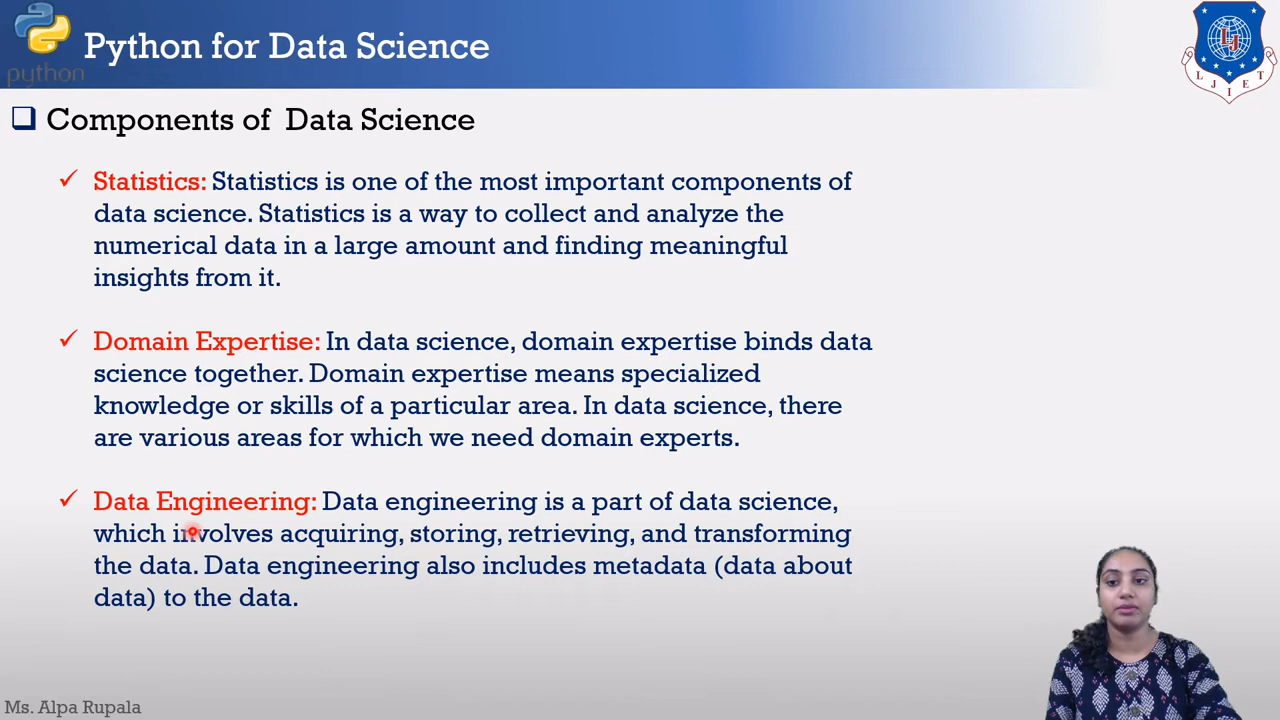 Python for Data Science
python
LJIET
Components of Data Science
Statistics: Statistics is one of the most important components of
data science. Statistics is a way to collect and analyze the
numerical data in a large amount and finding meaningful
insights from it.
Domain Expertise: In data science, domain expertise binds data
science together. Domain expertise means specialized
knowledge or skills of a particular area. In data science, there
are various areas for which we need domain experts.
Data Engineering: Data engineering is a part of data science,
which involves acquiring, storing, retrieving, and transforming
the data. Data engineering also includes metadata (data about
data) to the data.
Ms. Alpa Rupala